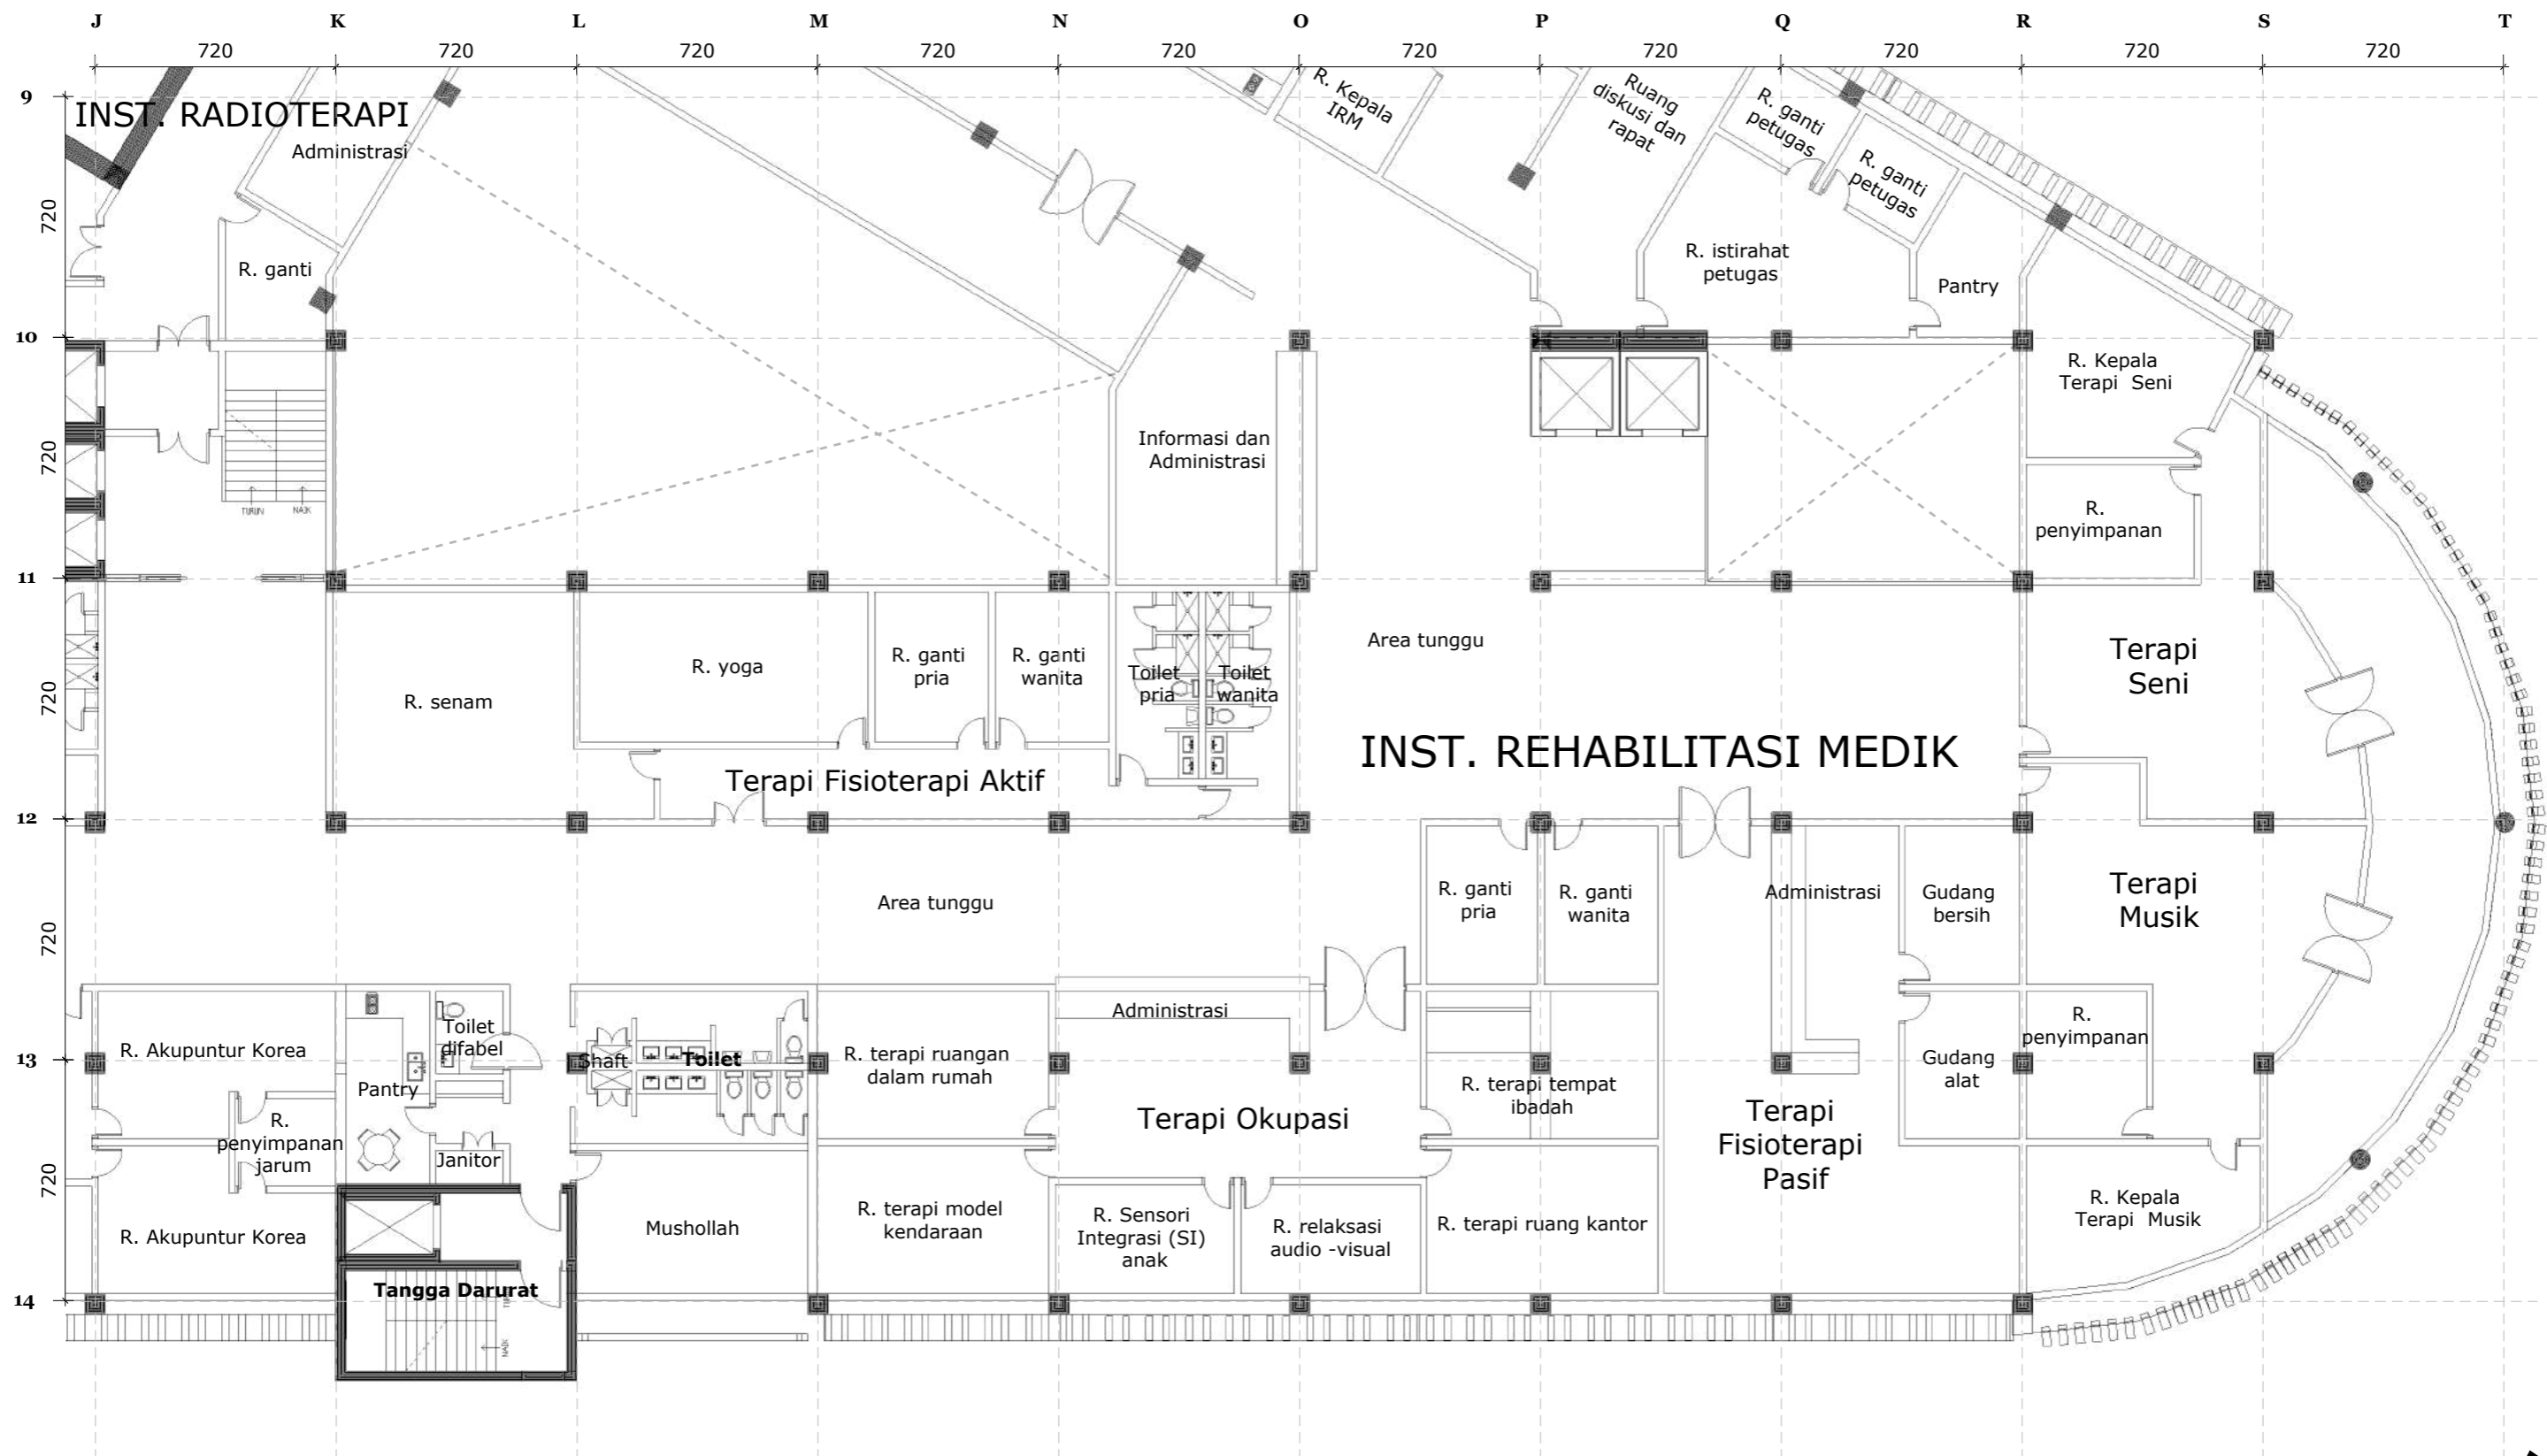 J K L M N O P Q R S T
720 720 720 720 720 720 720 720 720 720
9
INST. RADIOTERAPI
Administrasi
R. Kepala
IRM
Ruang
diskusi dan
rapat
R. ganti
petugas
R. ganti
petugas
720
R. ganti
R. istirahat
petugas
Pantry
10
R. Kepala
Terapi Seni
Informasi dan
Administrasi
720
TURUN NAIK
R.
penyimpanan
11
Area tunggu
Terapi
Seni
R. senam
R. yoga
R. ganti
pria
R. ganti
wanita
Toilet
pria
Toilet
wanita
720
INST. REHABILITASI MEDIK
Terapi Fisioterapi Aktif
12
Area tunggu
R. ganti
pria
R. ganti
wanita
Administrasi
Gudang
bersih
Terapi
Musik
720
Administrasi
R.
penyimpanan
13
R. Akupuntur Korea
Toilet
difabel
Shaft
Toilet
R. terapi ruangan
dalam rumah
Gudang
alat
Pantry
R. terapi tempat
ibadah
Terapi Okupasi
Terapi
Fisioterapi
Pasif
R.
penyimpanan
jarum
Janitor
720
R. Akupuntur Korea
Mushollah
R. terapi model
kendaraan
R. Sensori
Integrasi (SI)
anak
R. relaksasi
audio -visual
R. terapi ruang kantor
R. Kepala
Terapi Musik
14
Tangga Darurat
NAIK